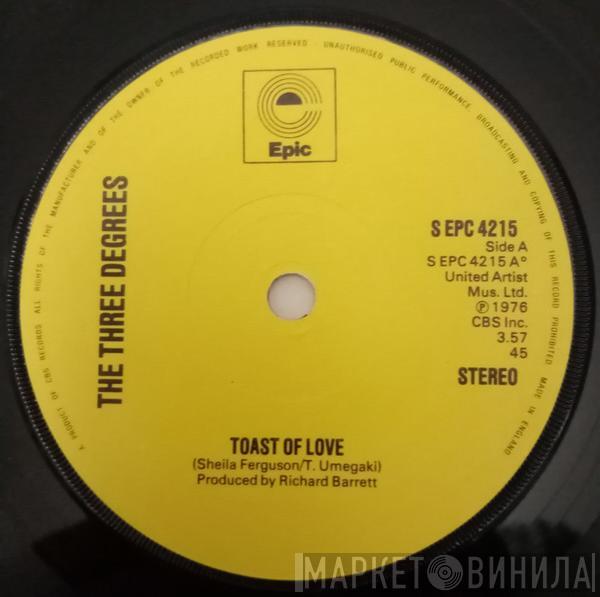 A PRODUCT OF CBS RECORDS ALL RIGHTS OF THE MANUFACTURER AND OF THE OWNER OF THE RECORDED WORK RESERVED · UNAUTHORISED PUBLIC PERFORMANCE, BROADCASTING AND COPYING OF THIS RECORD PROHIBITED MADE IN ENGLAND
Epic
THE THREE DEGREES
S EPC 4215
Side A
S EPC 4215 A°
United Artist
Mus. Ltd.
℗ 1976
CBS Inc.
3.57
45
STEREO
TOAST OF LOVE
(Sheila Ferguson/T. Umegaki)
Produced by Richard Barrett
МАРКЕТ ВИНИЛА